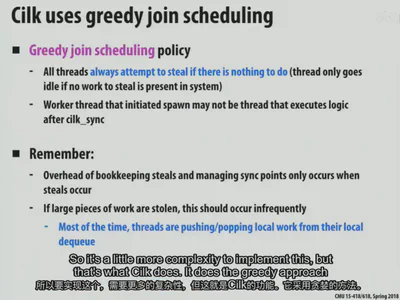 Cilk uses greedy join scheduling
■ Greedy join scheduling policy
- All threads always attempt to steal if there is nothing to do (thread only goes
idle if no work to steal is present in system)
- Worker thread that initiated spawn may not be thread that executes logic
after cilk_sync
■ Remember:
- Overhead of bookkeeping steals and managing sync points only occurs when
steals occur
- If large pieces of work are stolen, this should occur infrequently
- Most of the time, threads are pushing/popping local work from their local
dequeue
So it's a little more complexity to implement this, but
that's what Cilk does. It does the greedy approach
所以要实现这个，需要更多的复杂性，但这就是Cilk的功能。它采用贪婪的方法。
CMU 15-418/618, Spring 2018